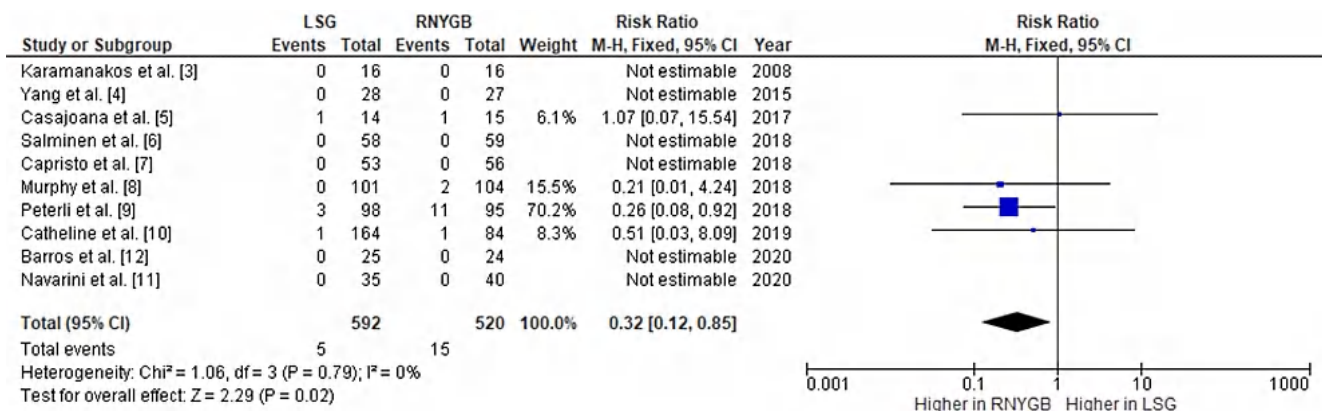 LSG RNYGB Risk Ratio Risk Ratio
Study or Subgroup Events Total Events Total Weight M-H, Fixed, 95% CI Year M-H, Fixed, 95% CI
Karamanakos et al. [3] 0 16 0 16 Not estimable 2008
Yang et al. [4] 0 28 0 27 Not estimable 2015
Casajoana et al. [5] 1 14 1 15 6.1% 1.07 [0.07, 15.54] 2017
Salminen et al. [6] 0 58 0 59 Not estimable 2018
Capristo et al. [7] 0 53 0 56 Not estimable 2018
Murphy et al. [8] 0 101 2 104 15.5% 0.21 [0.01, 4.24] 2018
Peterli et al. [9] 3 98 11 95 70.2% 0.26 [0.08, 0.92] 2018
Catheline et al. [10] 1 164 1 84 8.3% 0.51 [0.03, 8.09] 2019
Barros et al. [12] 0 25 0 24 Not estimable 2020
Navarini et al. [11] 0 35 0 40 Not estimable 2020
Total (95% CI) 592 520 100.0% 0.32 [0.12, 0.85]
Total events 5 15
Heterogeneity: Chi² = 1.06, df = 3 (P = 0.79); I² = 0%
Test for overall effect: Z = 2.29 (P = 0.02)
0.001 0.1 1 10 1000
Higher in RNYGB Higher in LSG